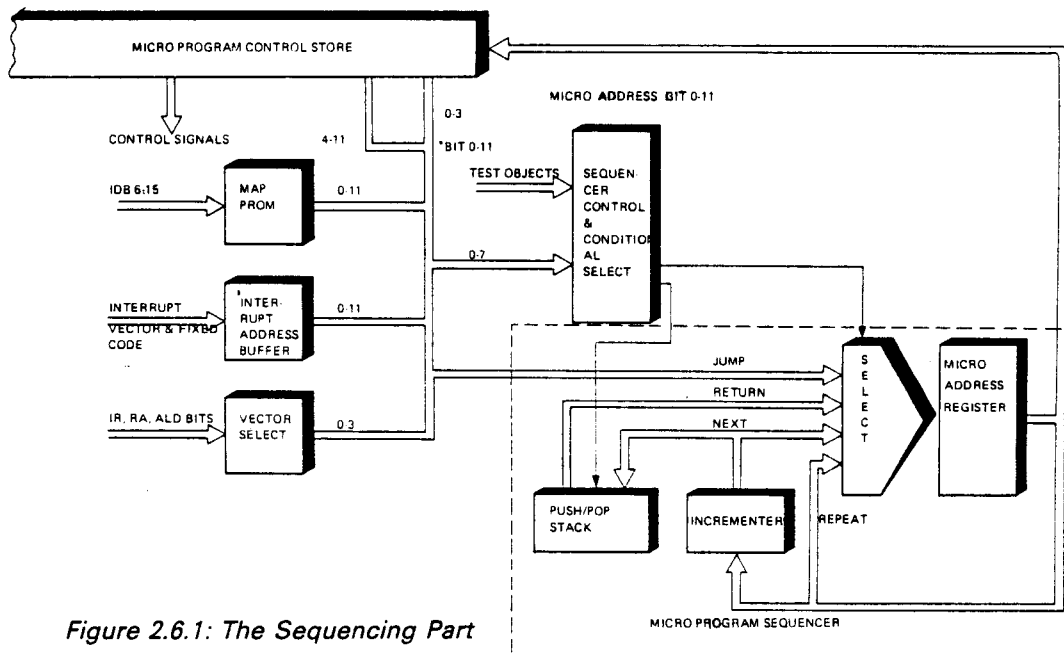 MICRO PROGRAM CONTROL STORE
MICRO ADDRESS BIT 0-11
0-3
CONTROL SIGNALS
4-11
*BIT 0-11
TEST OBJECTS
SEQUEN-
CER
CONTROL
&
CONDITION
AL
SELECT
IDB 6:15
MAP
PROM
0-11
0-7
INTERRUPT
VECTOR & FIXED
CODE
INTER-
RUPT
ADDRESS
BUFFER
0-11
JUMP
RETURN
NEXT
SELECT
MICRO
ADDRESS
REGISTER
IR, RA, ALD BITS
VECTOR
SELECT
0-3
PUSH/POP
STACK
INCREMENTER
REPEAT
MICRO PROGRAM SEQUENCER
Figure 2.6.1: The Sequencing Part